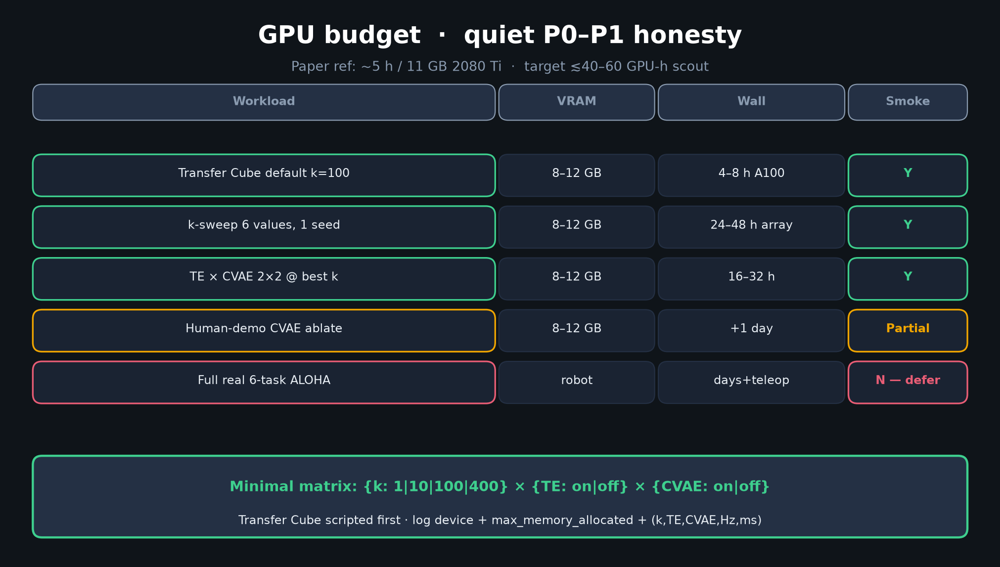 GPU budget · quiet P0–P1 honesty
Paper ref: ~5 h / 11 GB 2080 Ti · target ≲40–60 GPU-h scout
Workload VRAM Wall Smoke
Transfer Cube default k=100 8–12 GB 4–8 h A100 Y
k-sweep 6 values, 1 seed 8–12 GB 24–48 h array Y
TE × CVAE 2×2 @ best k 8–12 GB 16–32 h Y
Human-demo CVAE ablate 8–12 GB +1 day Partial
Full real 6-task ALOHA robot days+teleop N — defer
Minimal matrix: {k: 1|10|100|400} × {TE: on|off} × {CVAE: on|off}
Transfer Cube scripted first · log device + max_memory_allocated + (k,TE,CVAE,Hz,ms)